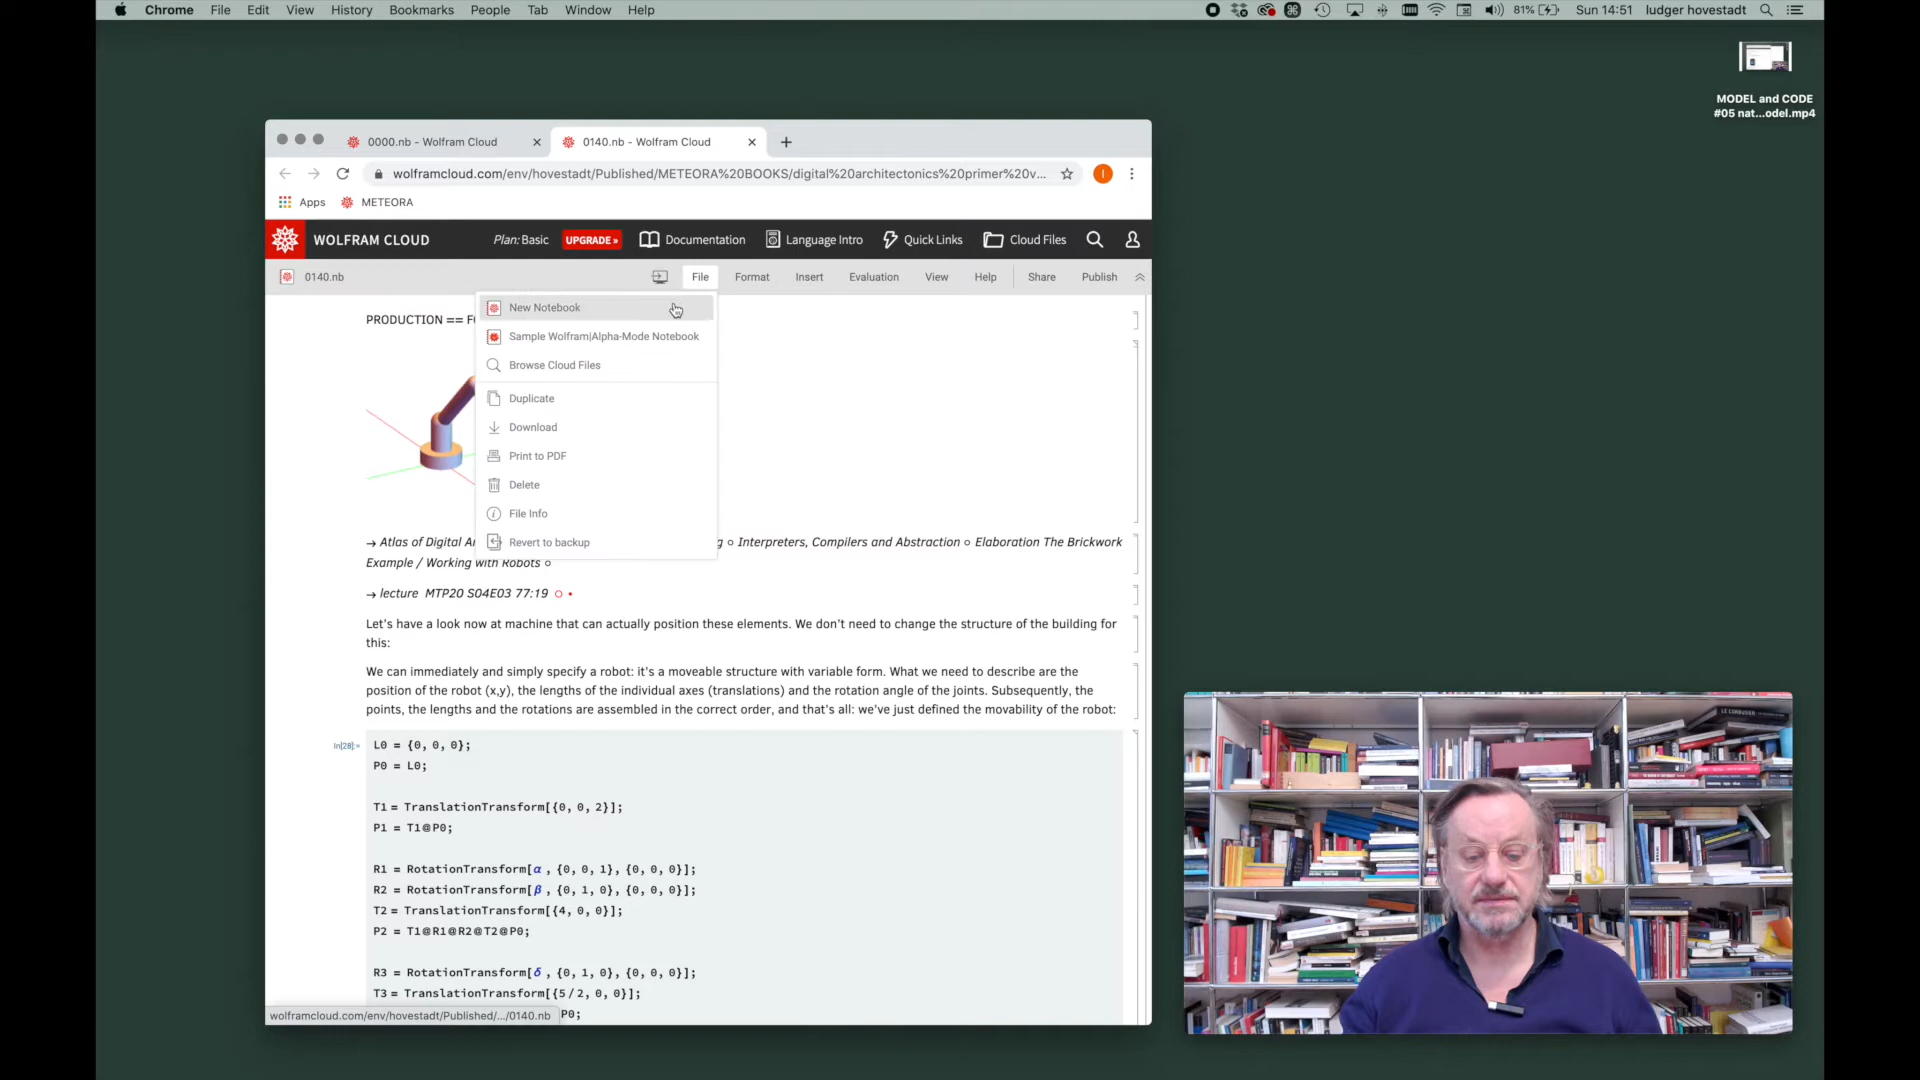 Chrome File Edit View History Bookmarks People Tab Window Help
81% Sun 14:51 ludger hovestadt
MODEL and CODE
#05 nat...odel.mp4
0000.nb - Wolfram Cloud
0140.nb - Wolfram Cloud
wolframcloud.com/env/hovestadt/Published/METEORA%20BOOKS/digital%20architectonics%20primer%20v...
Apps METEORA
WOLFRAM CLOUD Plan: Basic UPGRADE » Documentation Language Intro Quick Links Cloud Files
0140.nb File Format Insert Evaluation View Help Share Publish
New Notebook
Sample Wolfram|Alpha-Mode Notebook
Browse Cloud Files
Duplicate
Download
Print to PDF
Delete
File Info
Revert to backup
PRODUCTION ==
→ Atlas of Digital g ○ Interpreters, Compilers and Abstraction ○ Elaboration The Brickwork
Example / Working with Robots ○
→ lecture MTP20 S04E03 77:19
Let's have a look now at machine that can actually position these elements. We don't need to change the structure of the building for
this:
We can immediately and simply specify a robot: it's a moveable structure with variable form. What we need to describe are the
position of the robot (x,y), the lengths of the individual axes (translations) and the rotation angle of the joints. Subsequently, the
points, the lengths and the rotations are assembled in the correct order, and that's all: we've just defined the movability of the robot:
In[28]:= L0 = {0, 0, 0};
P0 = L0;
T1 = TranslationTransform[{0, 0, 2}];
P1 = T1@P0;
R1 = RotationTransform[α, {0, 0, 1}, {0, 0, 0}];
R2 = RotationTransform[β, {0, 1, 0}, {0, 0, 0}];
T2 = TranslationTransform[{4, 0, 0}];
P2 = T1@R1@R2@T2@P0;
R3 = RotationTransform[δ, {0, 1, 0}, {0, 0, 0}];
T3 = TranslationTransform[{5/2, 0, 0}];
P0;
wolframcloud.com/env/hovestadt/Published/.../0140.nb
LE CORBUSIER